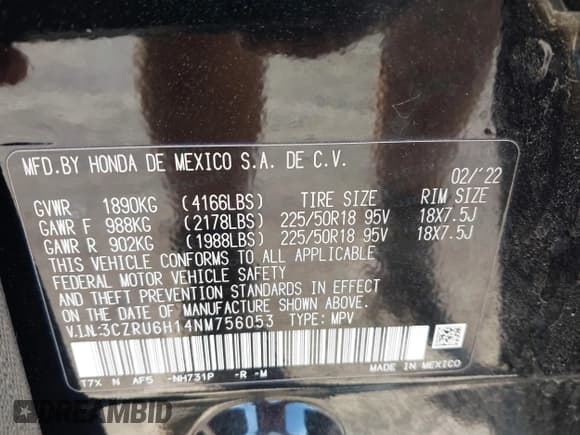 MFD.BY HONDA DE MEXICO S.A. DE C.V.
02/'22
GVWR 1890KG (4166LBS) TIRE SIZE RIM SIZE
GAWR F 988KG (2178LBS) 225/50R18 95V 18X7.5J
GAWR R 902KG (1988LBS) 225/50R18 95V 18X7.5J
THIS VEHICLE CONFORMS TO ALL APPLICABLE
FEDERAL MOTOR VEHICLE SAFETY
AND THEFT PREVENTION STANDARDS IN EFFECT
ON THE DATE OF MANUFACTURE SHOWN ABOVE.
V.I.N:3CZRU6H14NM756053 TYPE: MPV
T7X N AF5 -NH731P -R -M
MADE IN MEXICO
DREAMBID